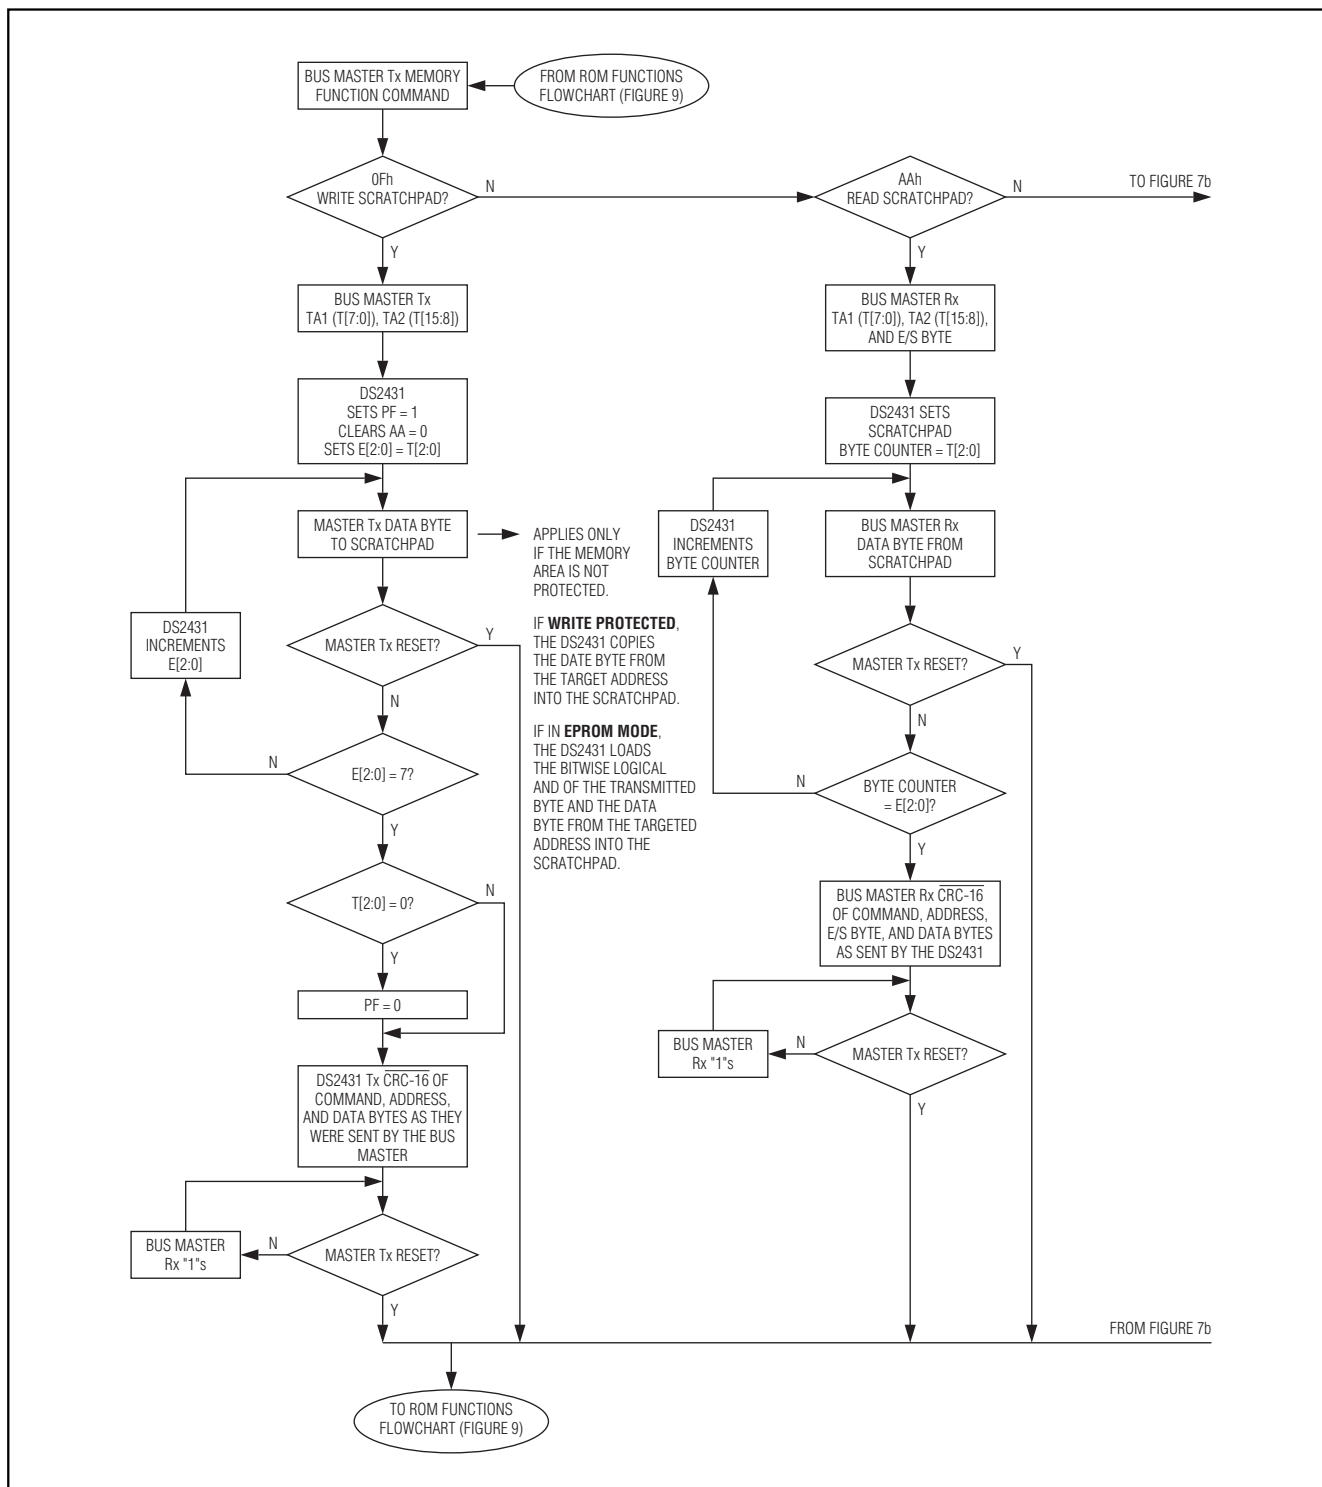 BUS MASTER Tx MEMORY
FUNCTION COMMAND
FROM ROM FUNCTIONS
FLOWCHART (FIGURE 9)
0Fh
WRITE SCRATCHPAD?
N
Y
AAh
READ SCRATCHPAD?
N
TO FIGURE 7b
Y
BUS MASTER Tx
TA1 (T[7:0]), TA2 (T[15:8])
DS2431
SETS PF = 1
CLEARS AA = 0
SETS E[2:0] = T[2:0]
MASTER Tx DATA BYTE
TO SCRATCHPAD
APPLIES ONLY
IF THE MEMORY
AREA IS NOT
PROTECTED.
IF WRITE PROTECTED,
THE DS2431 COPIES
THE DATE BYTE FROM
THE TARGET ADDRESS
INTO THE SCRATCHPAD.
IF IN EPROM MODE,
THE DS2431 LOADS
THE BITWISE LOGICAL
AND OF THE TRANSMITTED
BYTE AND THE DATA
BYTE FROM THE TARGETED
ADDRESS INTO THE
SCRATCHPAD.
DS2431
INCREMENTS
E[2:0]
MASTER Tx RESET?
Y
N
E[2:0] = 7?
N
Y
T[2:0] = 0?
N
Y
PF = 0
DS2431 Tx CRC-16 OF
COMMAND, ADDRESS,
AND DATA BYTES AS THEY
WERE SENT BY THE BUS
MASTER
BUS MASTER
Rx "1"s
N
MASTER Tx RESET?
Y
BUS MASTER Rx
TA1 (T[7:0]), TA2 (T[15:8]),
AND E/S BYTE
DS2431 SETS
SCRATCHPAD
BYTE COUNTER = T[2:0]
DS2431
INCREMENTS
BYTE COUNTER
BUS MASTER Rx
DATA BYTE FROM
SCRATCHPAD
MASTER Tx RESET?
Y
N
BYTE COUNTER
= E[2:0]?
N
Y
BUS MASTER Rx CRC-16
OF COMMAND, ADDRESS,
E/S BYTE, AND DATA BYTES
AS SENT BY THE DS2431
BUS MASTER
Rx "1"s
N
MASTER Tx RESET?
Y
FROM FIGURE 7b
TO ROM FUNCTIONS
FLOWCHART (FIGURE 9)